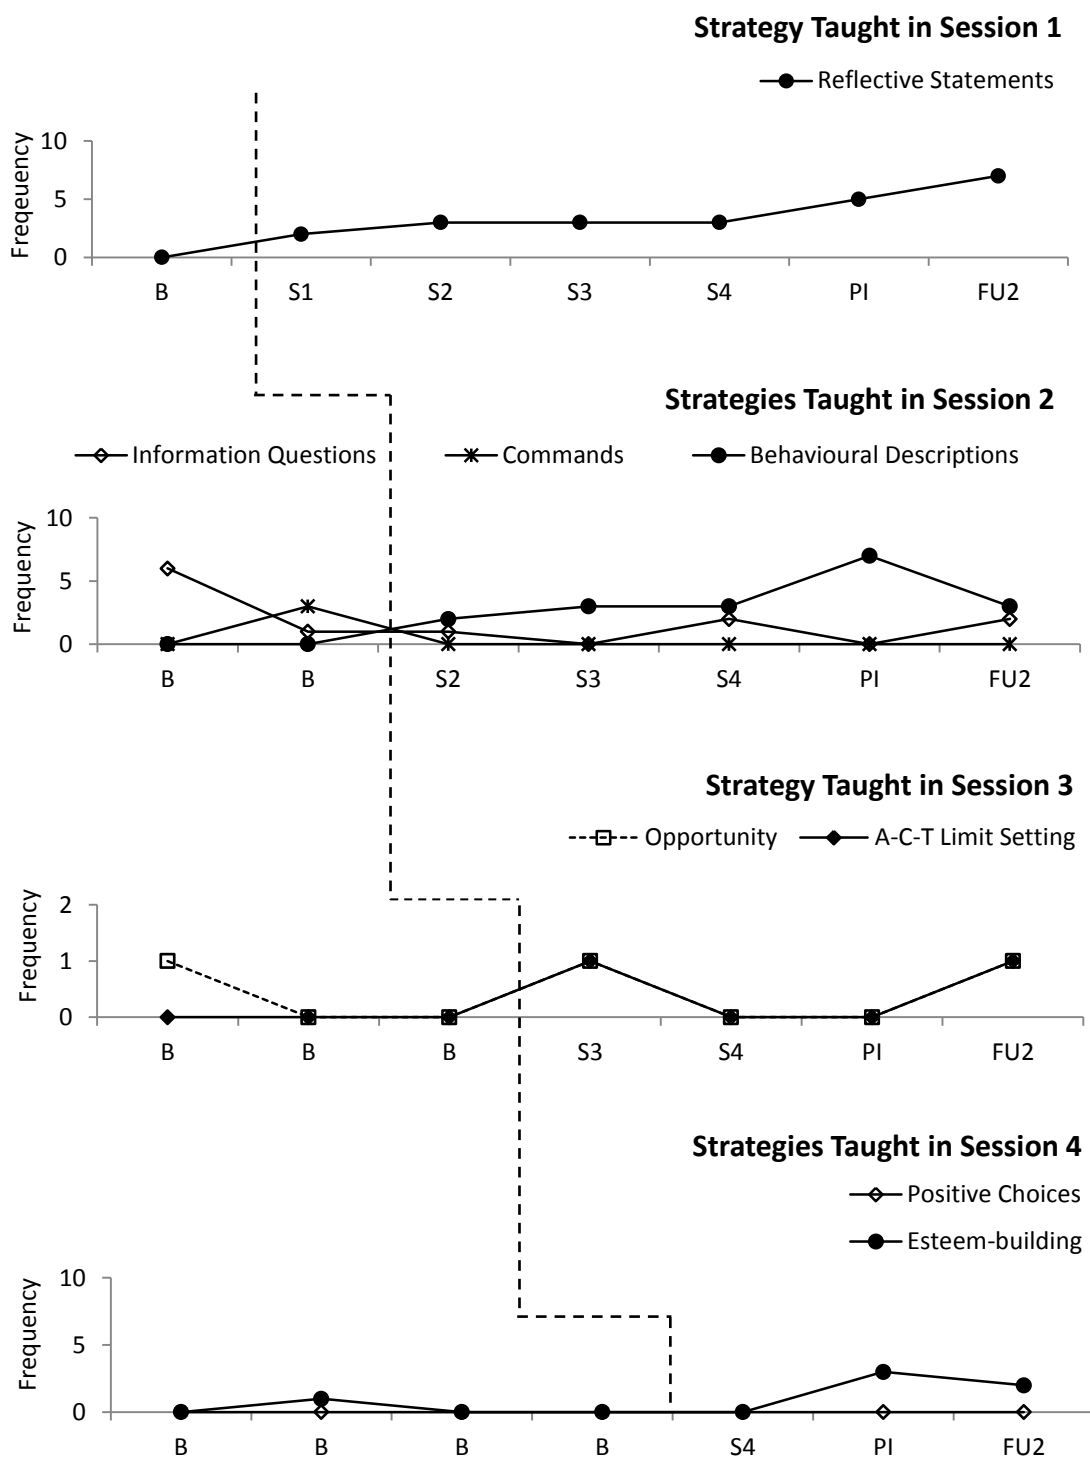 Strategy Taught in Session 1
Reflective Statements
Freqeuency
10
5
0
B S1 S2 S3 S4 PI FU2
Strategies Taught in Session 2
Information Questions Commands Behavioural Descriptions
Frequency
10
5
0
B B S2 S3 S4 PI FU2
Strategy Taught in Session 3
Opportunity A-C-T Limit Setting
Frequency
2
1
0
B B B S3 S4 PI FU2
Strategies Taught in Session 4
Positive Choices
Esteem-building
Frequency
10
5
0
B B B B S4 PI FU2